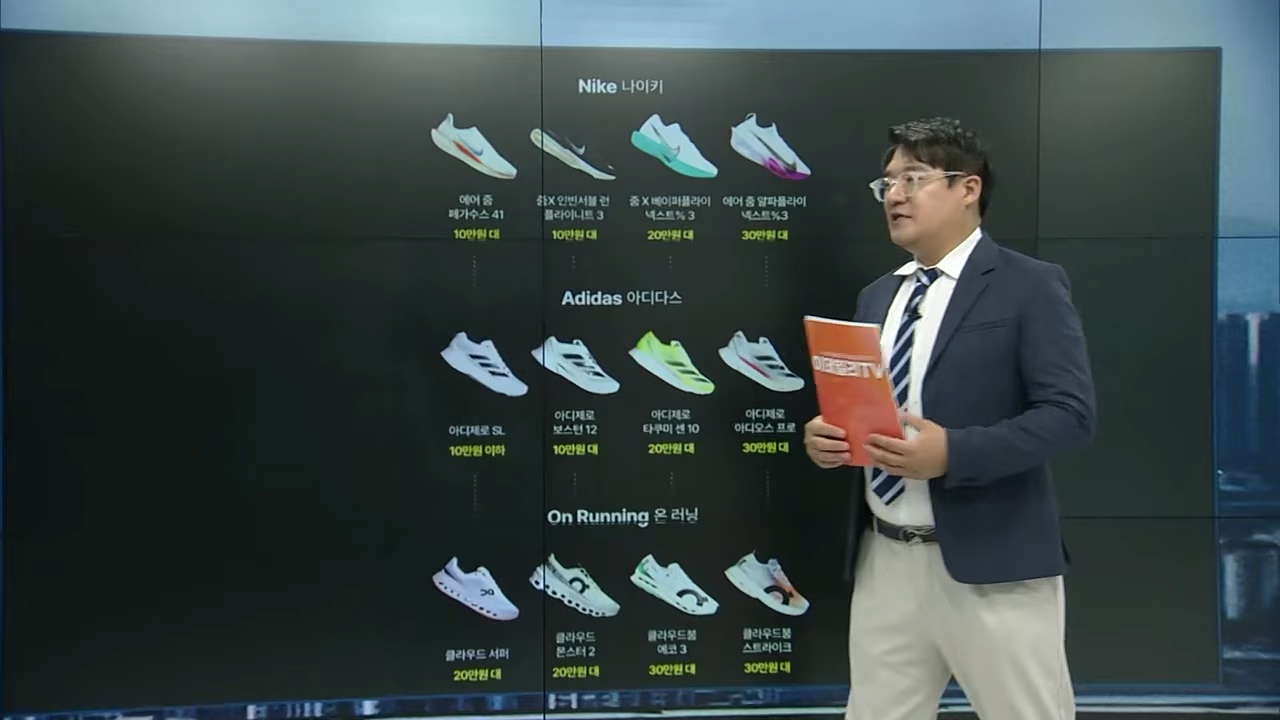 Nike 나이키
에어 줌
페가수스 41
10만원 대
줌X 인빈서블 런
플라이니트 3
10만원 대
줌 X 베이퍼플라이
넥스트% 3
20만원 대
에어 줌 알파플라이
넥스트%3
30만원 대
Adidas 아디다스
아디제로 SL
10만원 이하
아디제로
보스턴 12
10만원 대
아디제로
타쿠미 센 10
20만원 대
아디제로
아디오스 프로
30만원 대
On Running 온 러닝
클라우드 서퍼
20만원 대
클라우드
몬스터 2
20만원 대
클라우드붐
에코 3
30만원 대
클라우드붐
스트라이크
30만원 대